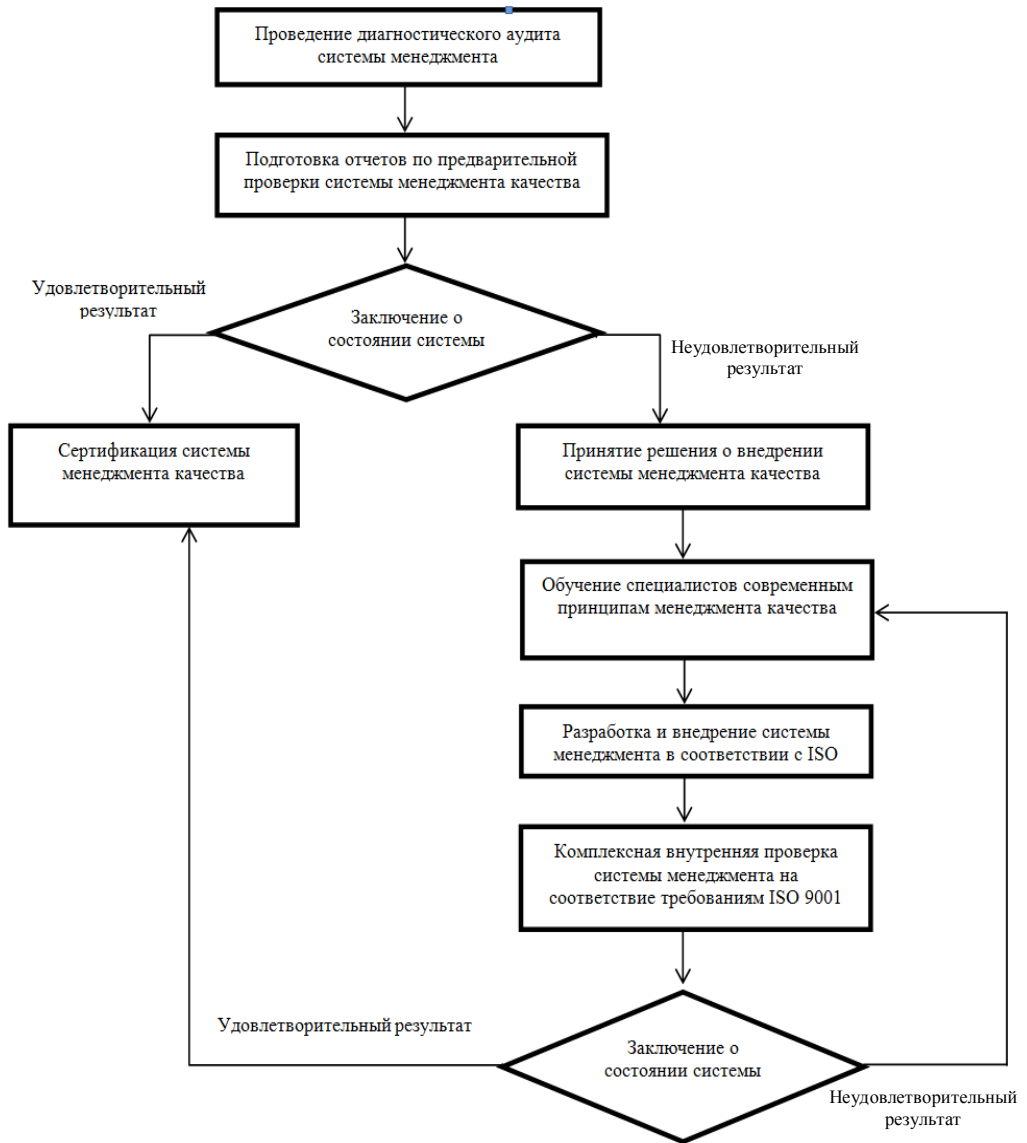 Проведение диагностического аудита
системы менеджмента
Подготовка отчетов по предварительной
проверки системы менеджмента качества
Удовлетворительный
результат
Заключение о
состоянии системы
Неудовлетворительный
результат
Сертификация системы
менеджмента качества
Принятие решения о внедрении
системы менеджмента качества
Обучение специалистов современным
принципам менеджмента качества
Разработка и внедрение системы
менеджмента в соответствии с ISO
Комплексная внутренняя проверка
системы менеджмента на
соответствие требованиям ISO 9001
Удовлетворительный результат
Заключение о
состоянии системы
Неудовлетворительный
результат